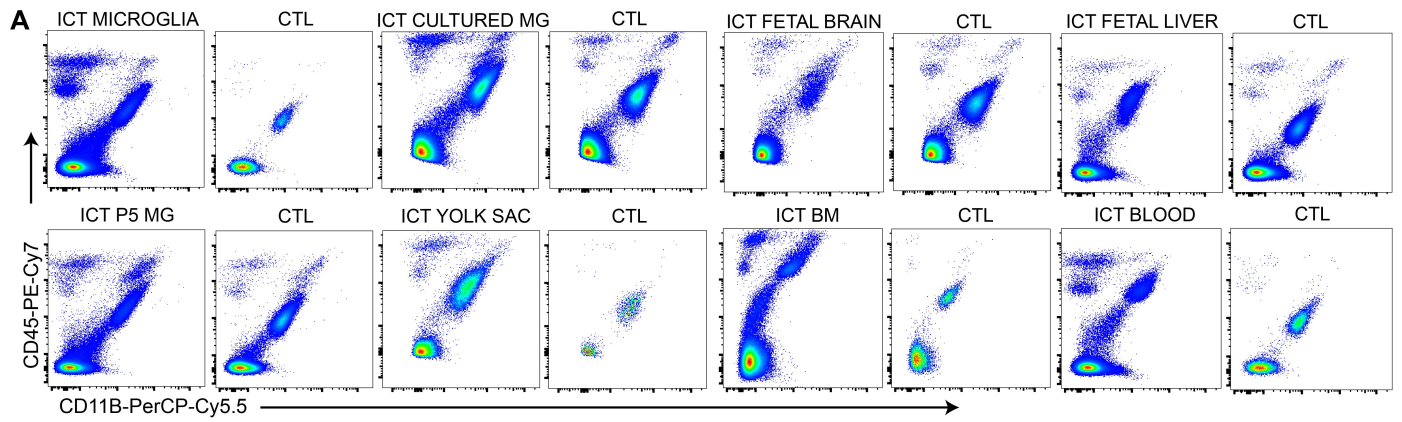 A
ICT MICROGLIA CTL ICT CULTURED MG CTL ICT FETAL BRAIN CTL ICT FETAL LIVER CTL
ICT P5 MG CTL ICT YOLK SAC CTL ICT BM CTL ICT BLOOD CTL
CD45-PE-Cy7
CD11B-PerCP-Cy5.5